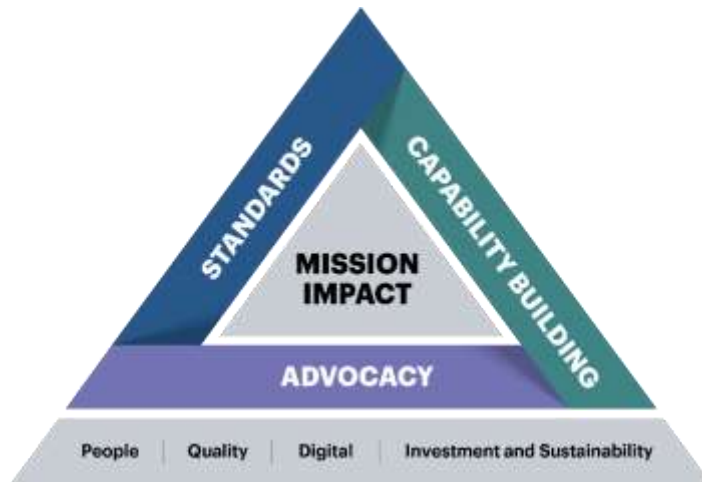 STANDARDS
CAPABILITY BUILDING
MISSION
IMPACT
ADVOCACY
People | Quality | Digital | Investment and Sustainability